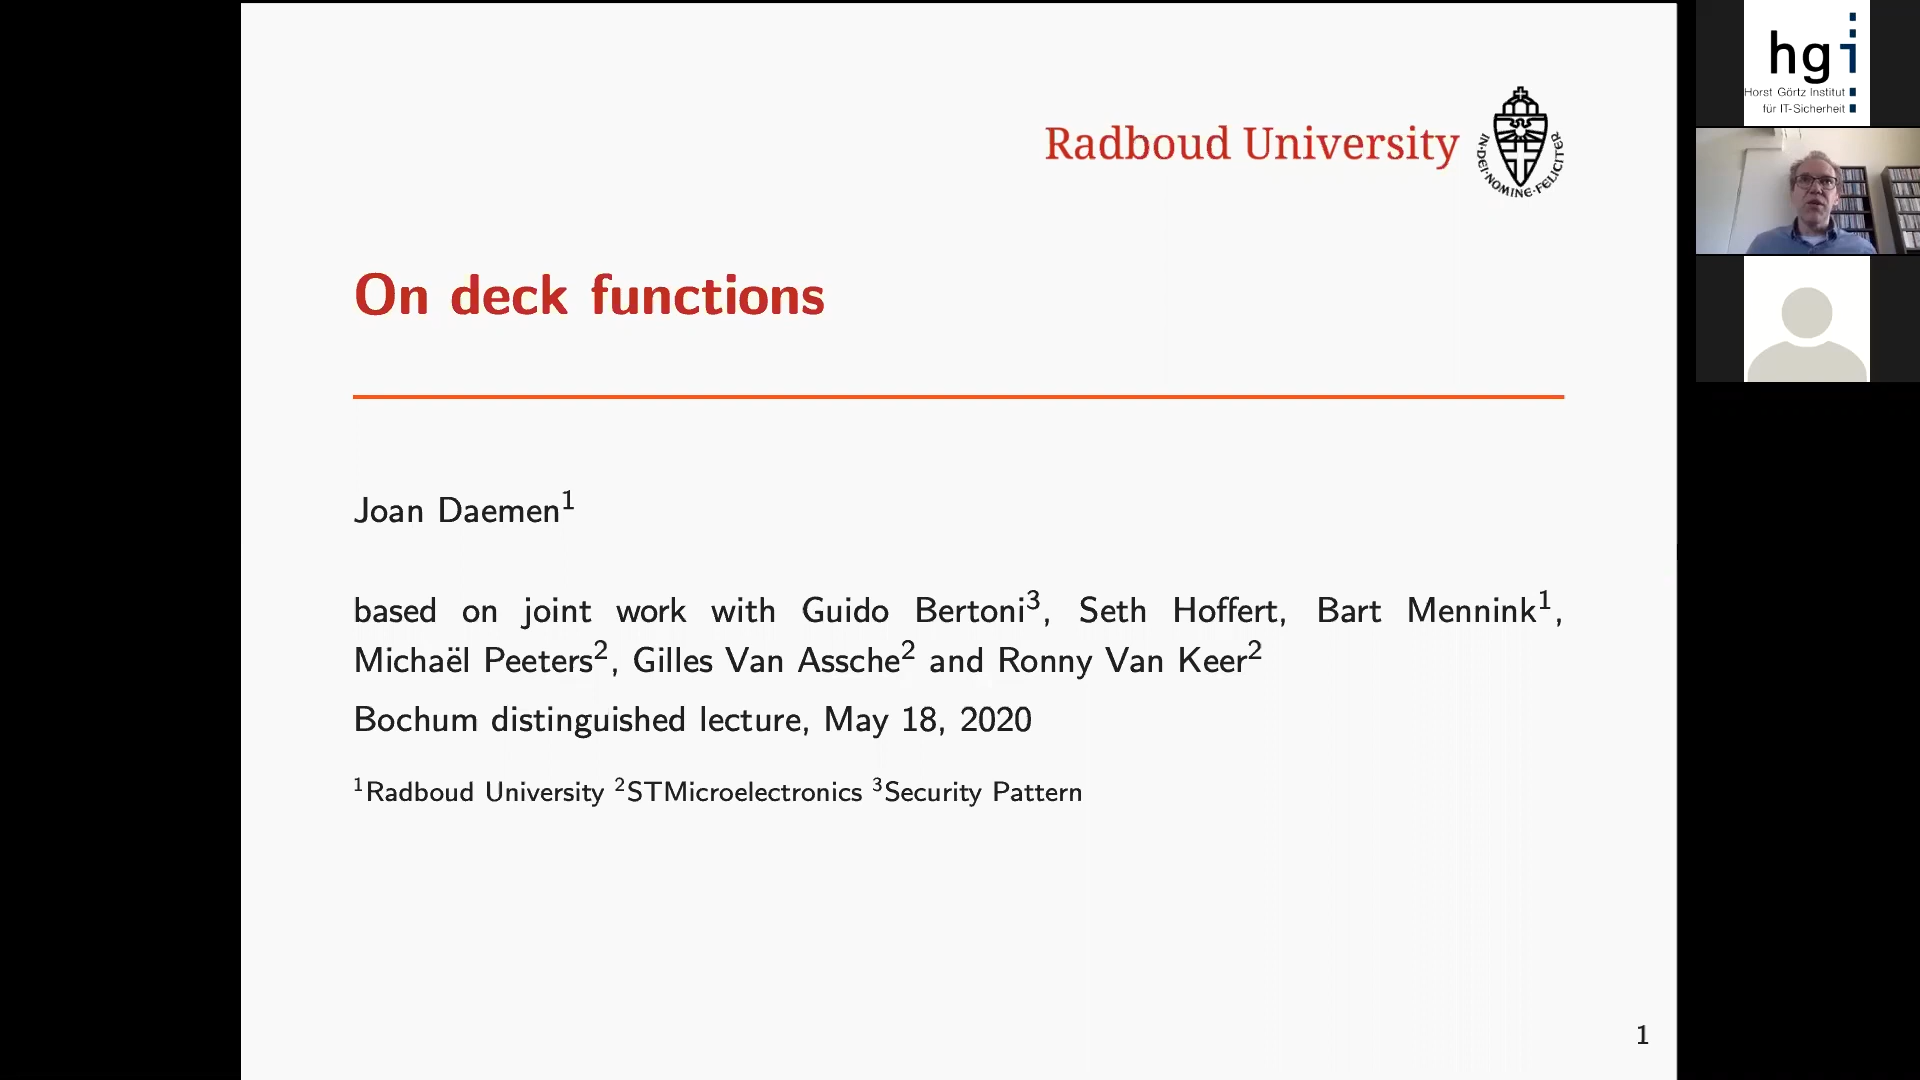 Radboud University
IN·DEI·NOMINE·FELICITER
On deck functions
Joan Daemen¹
based on joint work with Guido Bertoni³, Seth Hoffert, Bart Mennink¹,
Michaël Peeters², Gilles Van Assche² and Ronny Van Keer²
Bochum distinguished lecture, May 18, 2020
¹Radboud University ²STMicroelectronics ³Security Pattern
1
hgi
Horst Görtz Institut
für IT-Sicherheit